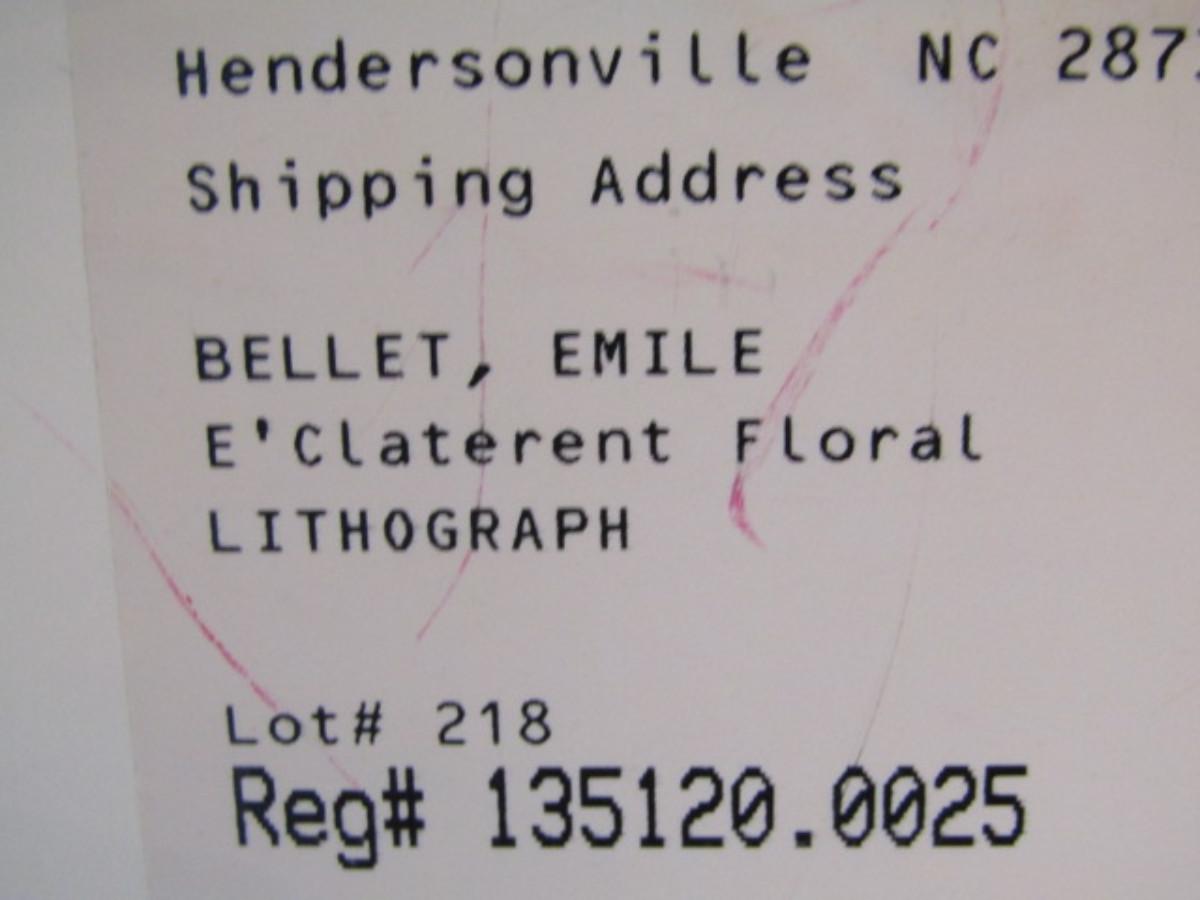 Hendersonville NC
Shipping Address
BELLET, EMILE
E'Claterent Floral
LITHOGRAPH
Lot# 218
Reg# 135120.0025